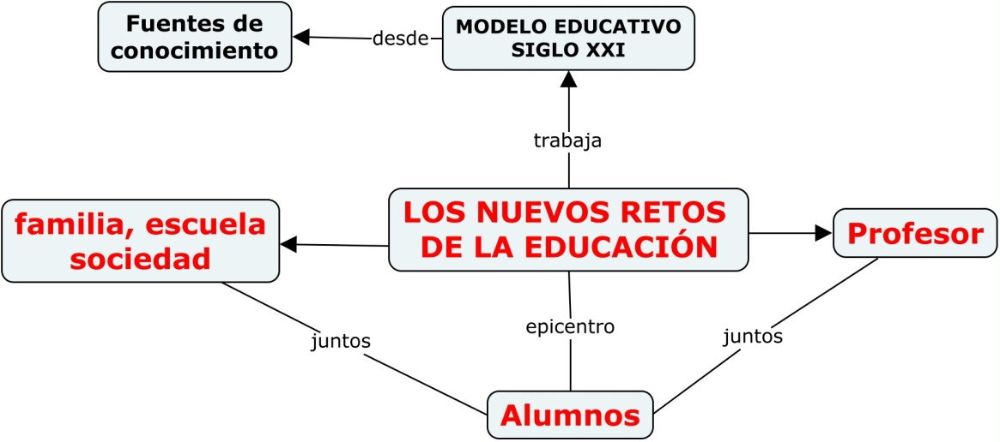 Fuentes de
conocimiento
desde
MODELO EDUCATIVO
SIGLO XXI
trabaja
familia, escuela
sociedad
LOS NUEVOS RETOS
DE LA EDUCACIÓN
Profesor
juntos
epicentro
juntos
Alumnos